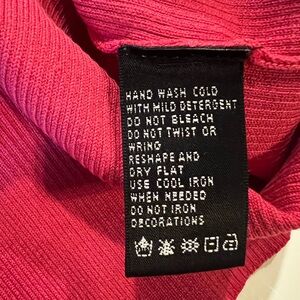 HAND WASH COLD
WITH MILD DETERGENT
DO NOT BLEACH
DO NOT TWIST OR
WRING
RESHAPE AND
DRY FLAT
USE COOL IRON
WHEN NEEDED
DO NOT IRON
DECORATIONS